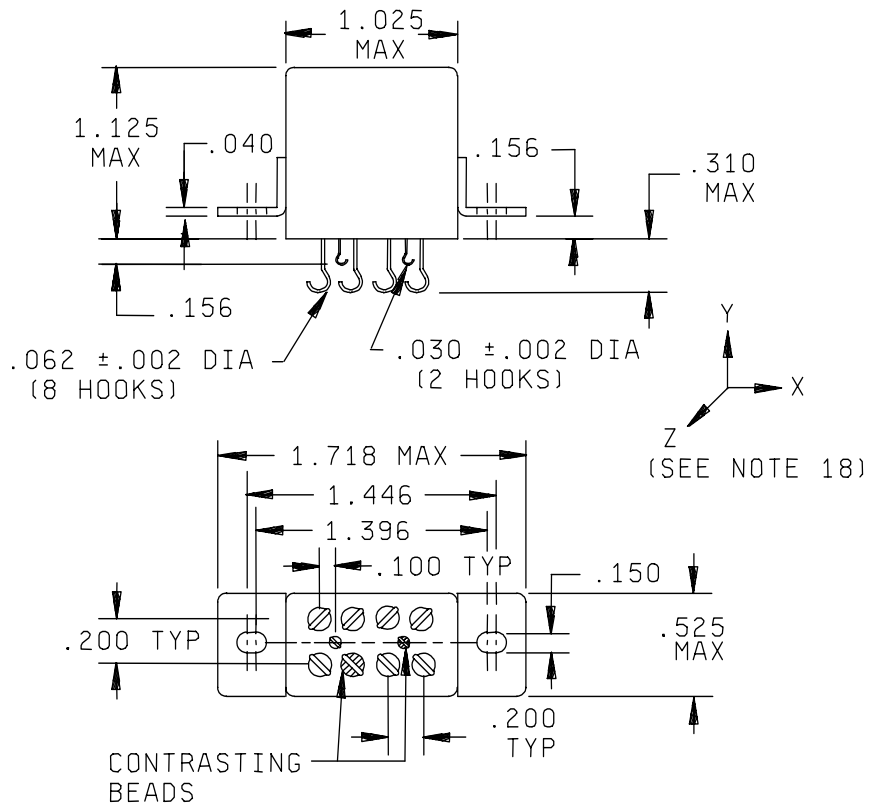 1.025
MAX
1.125
MAX
.040
.156
.310
MAX
.156
.062 ±.002 DIA
(8 HOOKS)
.030 ±.002 DIA
(2 HOOKS)
Y
X
Z
(SEE NOTE 18)
1.718 MAX
1.446
1.396
.100 TYP
.150
.200 TYP
.525
MAX
.200
TYP
CONTRASTING
BEADS